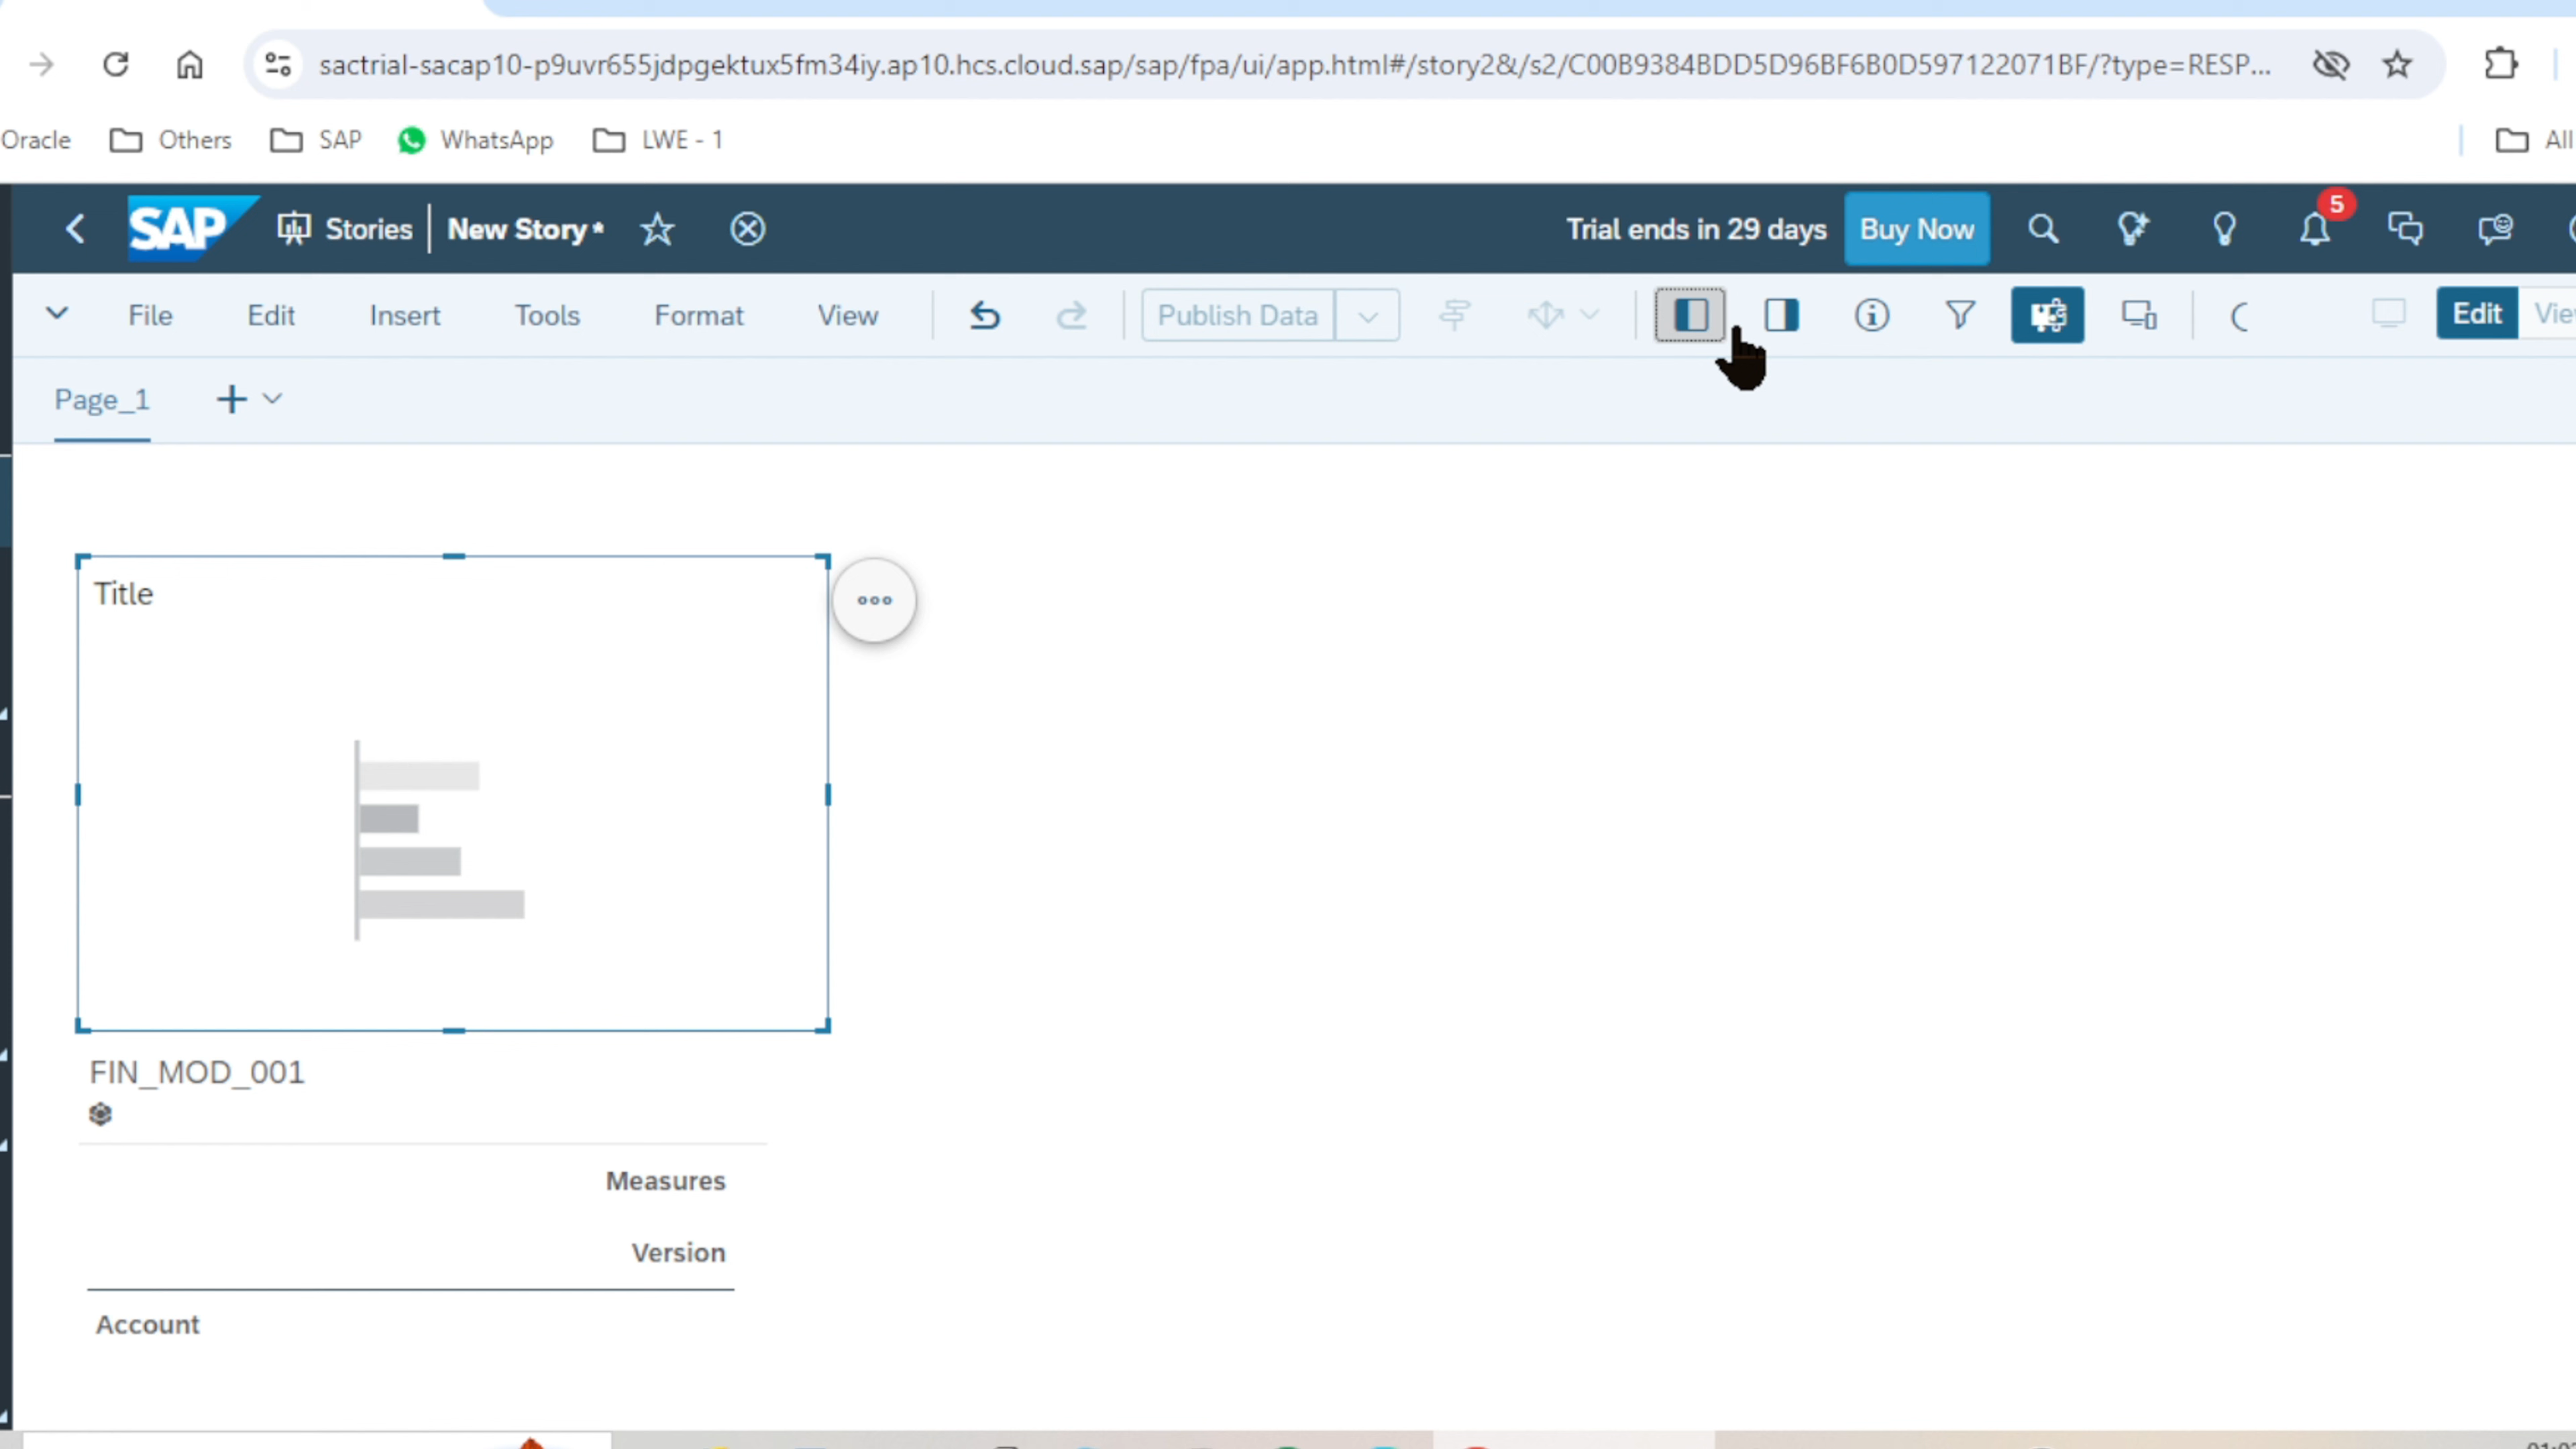 sactrial-sacap10-p9uvr655jdpgektux5fm34iy.ap10.hcs.cloud.sap/sap/fpa/ui/app.html#/story2&/s2/C00B9384BDD5D96BF6B0D597122071BF/?type=RESP...
Oracle Others SAP WhatsApp LWE - 1 All
SAP Stories New Story * Trial ends in 29 days Buy Now 5
File Edit Insert Tools Format View Publish Data Edit
Page_1
Title
FIN_MOD_001
Measures
Version
Account